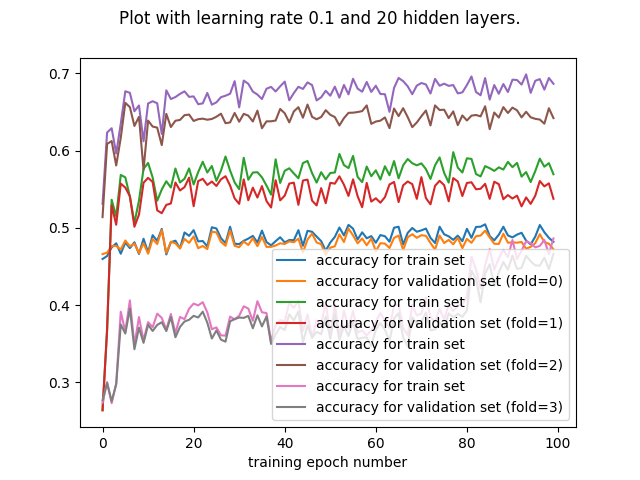 Plot with learning rate 0.1 and 20 hidden layers.
0.7
0.6
0.5
0.4
0.3
accuracy for train set
accuracy for validation set (fold=0)
accuracy for train set
accuracy for validation set (fold=1)
accuracy for train set
accuracy for validation set (fold=2)
accuracy for train set
accuracy for validation set (fold=3)
0 20 40 60 80 100
training epoch number